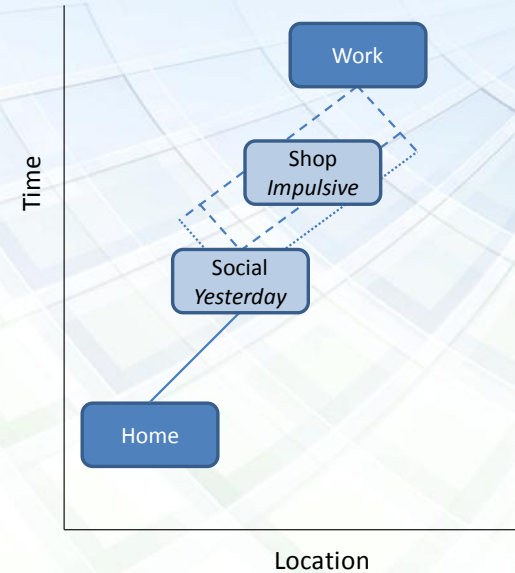 Work
Shop
Impulsive
Time
Social
Yesterday
Home
Location